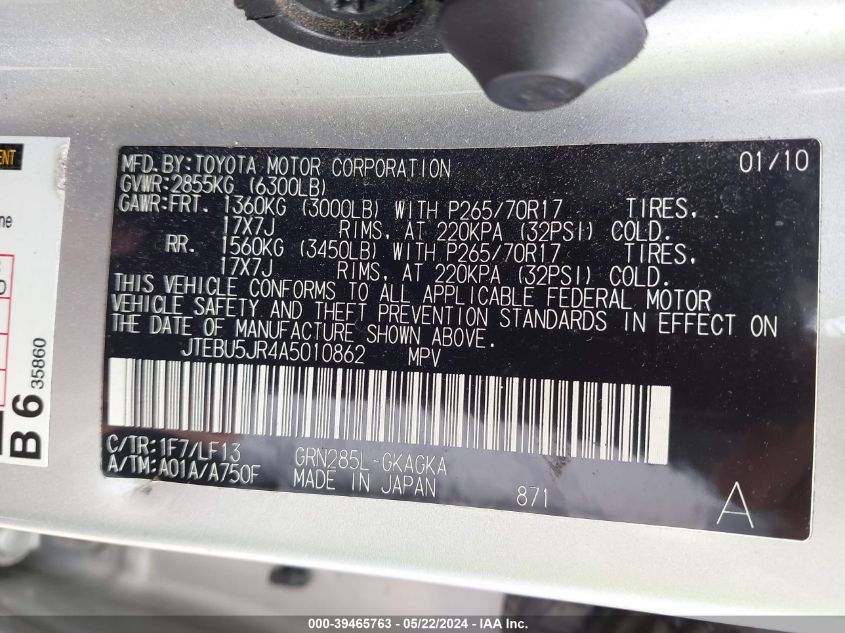 MFD. BY: TOYOTA MOTOR CORPORATION 01/10
GVWR: 2855KG (6300LB)
GAWR: FRT. 1360KG (3000LB) WITH P265/70R17 TIRES,
17X7J RIMS, AT 220KPA (32PSI) COLD.
RR. 1560KG (3450LB) WITH P265/70R17 TIRES,
17X7J RIMS, AT 220KPA (32PSI) COLD.
THIS VEHICLE CONFORMS TO ALL APPLICABLE FEDERAL MOTOR
VEHICLE SAFETY AND THEFT PREVENTION STANDARDS IN EFFECT ON
THE DATE OF MANUFACTURE SHOWN ABOVE.
JTEBU5JR4A5010862 MPV
C/TR: 1F7/LF13 GRN285L-GKAGKA
A/TM: A01A/A750F MADE IN JAPAN 871 A
B 6 35860
000-39465763 - 05/22/2024 - IAA Inc.